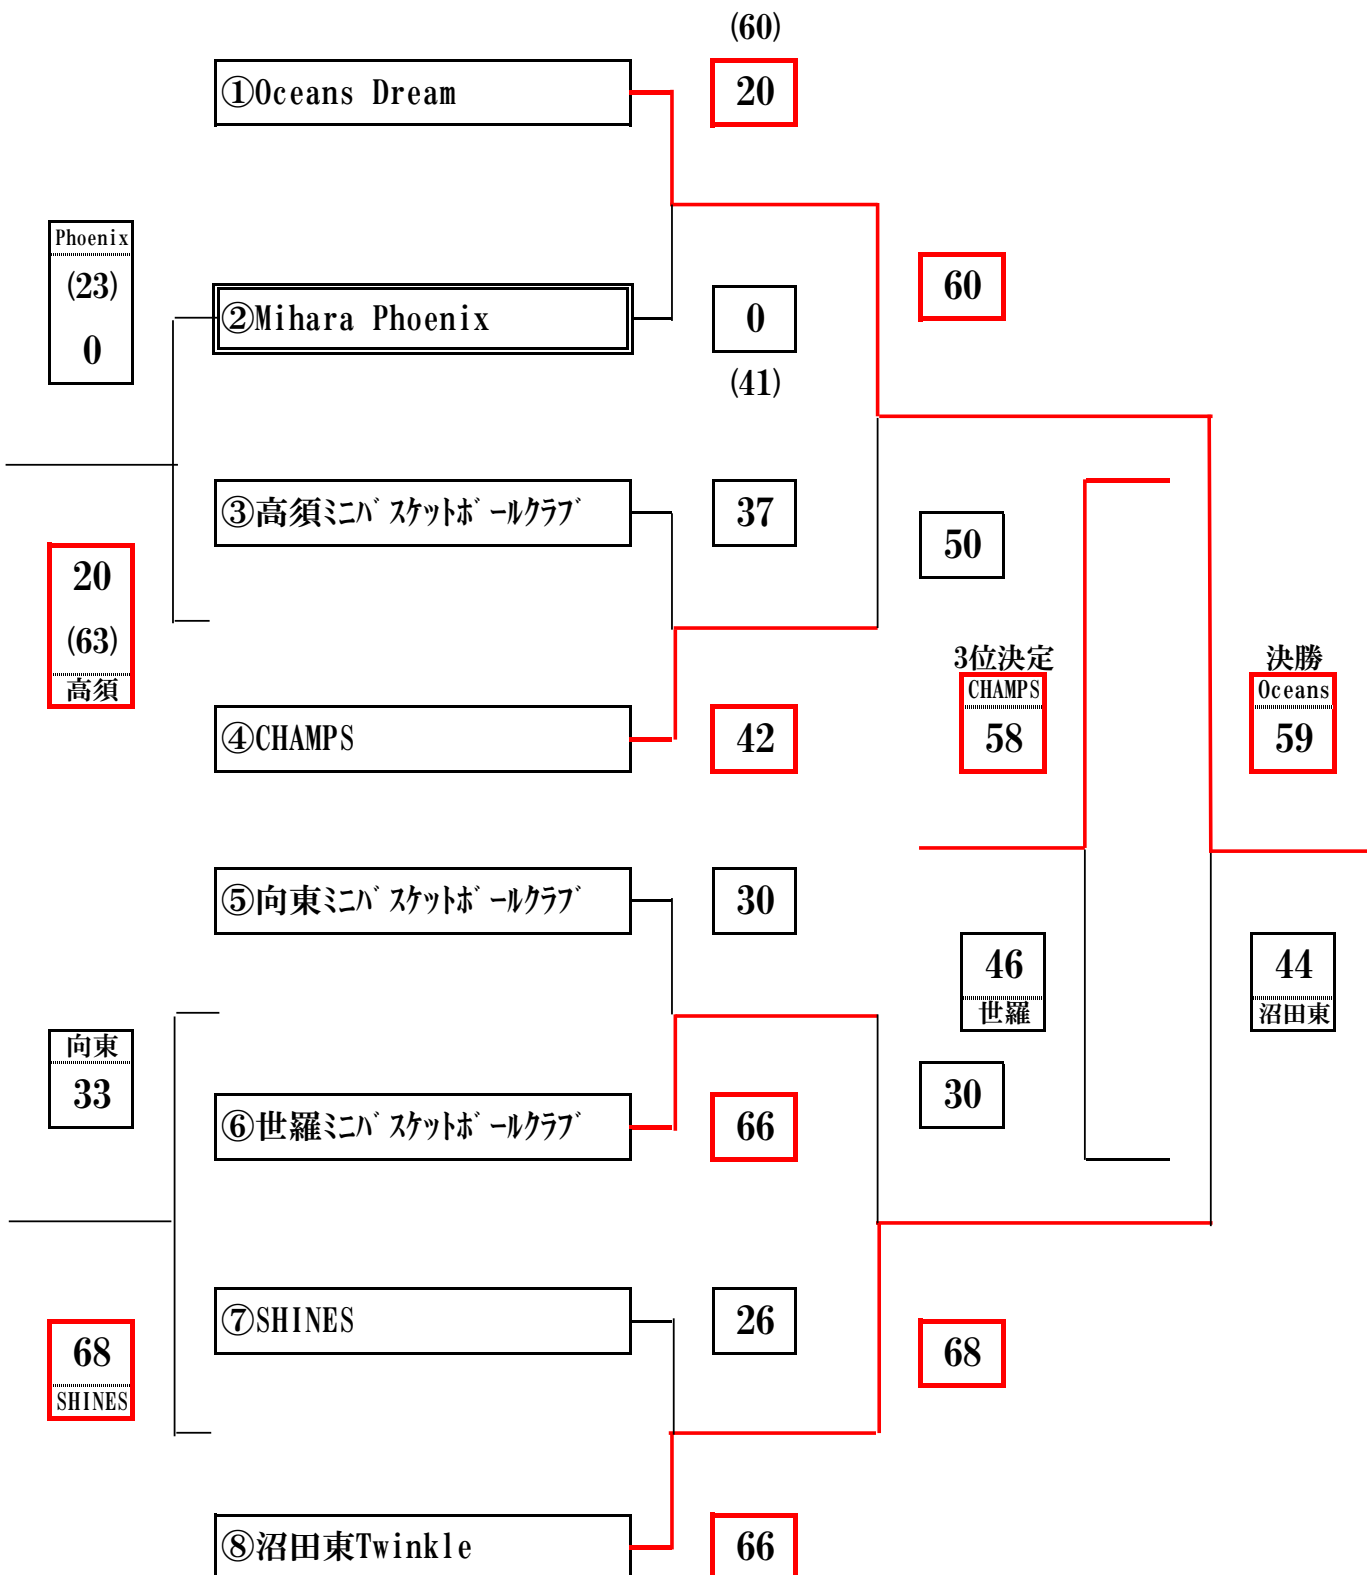 (60)
①Oceans Dream
20
Phoenix
(23)
0
60
②Mihara Phoenix
0
(41)
③高須ﾐﾆﾊﾞｽｹｯﾄﾎﾞｰﾙｸﾗﾌﾞ
37
50
20
(63)
高須
3位決定
CHAMPS
58
決勝
Oceans
59
④CHAMPS
42
⑤向東ﾐﾆﾊﾞｽｹｯﾄﾎﾞｰﾙｸﾗﾌﾞ
30
46
世羅
44
沼田東
向東
33
30
⑥世羅ﾐﾆﾊﾞｽｹｯﾄﾎﾞｰﾙｸﾗﾌﾞ
66
⑦SHINES
26
68
SHINES
68
⑧沼田東Twinkle
66